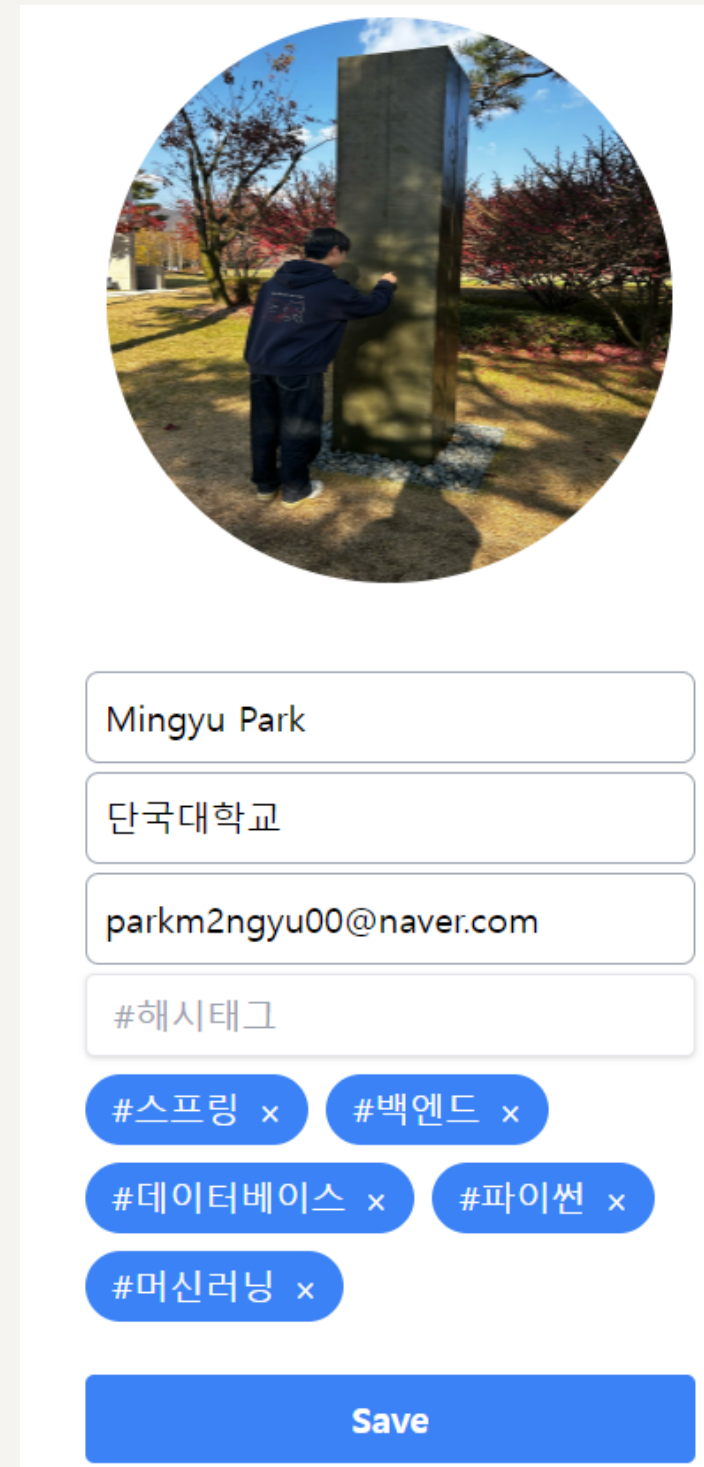 Mingyu Park
단국대학교
parkm2ngyu00@naver.com
#해시태그
#스프링 × #백엔드 ×
#데이터베이스 × #파이썬 ×
#머신러닝 ×
Save